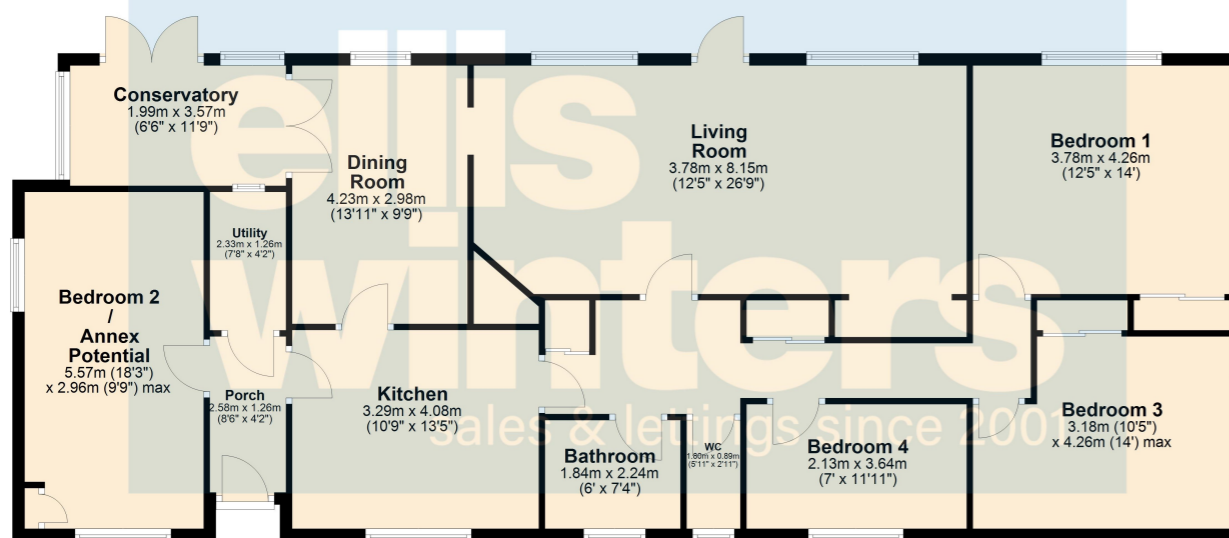 Conservatory
1.99m x 3.57m
(6'6" x 11'9")
Dining
Room
4.23m x 2.98m
(13'11" x 9'9")
Living
Room
3.78m x 8.15m
(12'5" x 26'9")
Bedroom 1
3.78m x 4.26m
(12'5" x 14')
Utility
2.33m x 1.26m
(7'8" x 4'2")
Bedroom 2
/
Annex
Potential
5.57m (18'3")
x 2.96m (9'9") max
Porch
2.58m x 1.26m
(8'6" x 4'2")
Kitchen
3.29m x 4.08m
(10'9" x 13'5")
Bathroom
1.84m x 2.24m
(6' x 7'4")
WC
1.80m x 0.89m
(5'11" x 2'11")
Bedroom 4
2.13m x 3.64m
(7' x 11'11")
Bedroom 3
3.18m (10'5")
x 4.26m (14') max
ellis
winters
sales & lettings since 2001